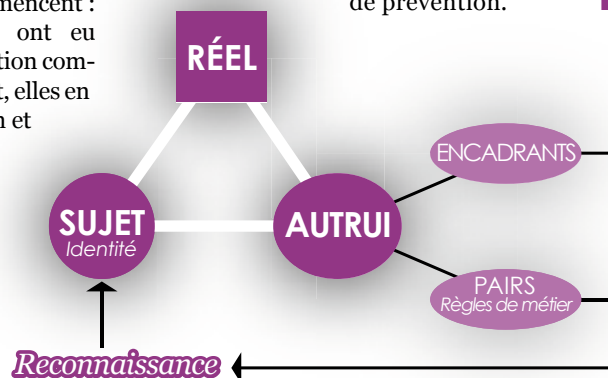 mencent :
ont eu
tion com-
t, elles en
n et
de prévention.
RÉEL
SUJET
Identité
AUTRUI
ENCADRANTS
PAIRS
Règles de métier
Reconnaissance